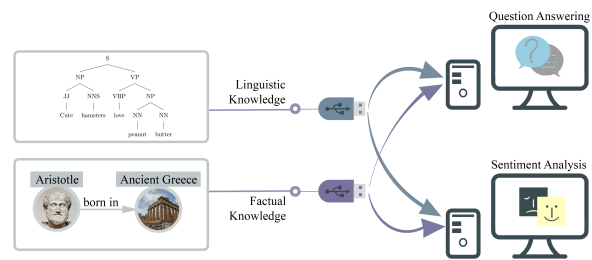 Question Answering
S
NP VP
JJ NNS VBP NP
Cute hamsters love NN NN
peanut butter
Linguistic
Knowledge
Sentiment Analysis
Aristotle Ancient Greece
born in
Factual
Knowledge